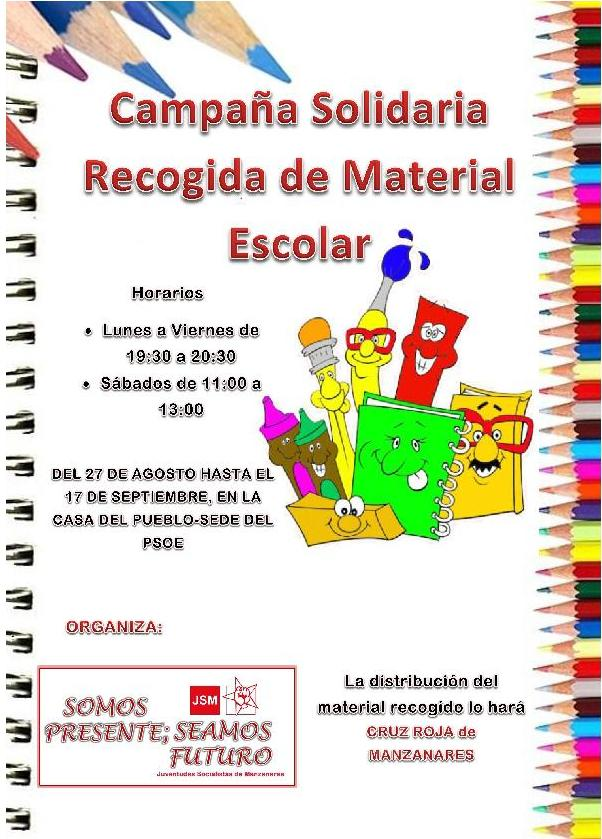 Campaña Solidaria
Recogida de Material
Escolar
Horarios
• Lunes a Viernes de
19:30 a 20:30
• Sábados de 11:00 a
13:00
DEL 27 DE AGOSTO HASTA EL
17 DE SEPTIEMBRE, EN LA
CASA DEL PUEBLO-SEDE DEL
PSOE
ORGANIZA:
JSM
SOMOS
PRESENTE; SEAMOS
FUTURO
Juventudes Socialistas de Manzanares
La distribución del
material recogido lo hará
CRUZ ROJA de
MANZANARES